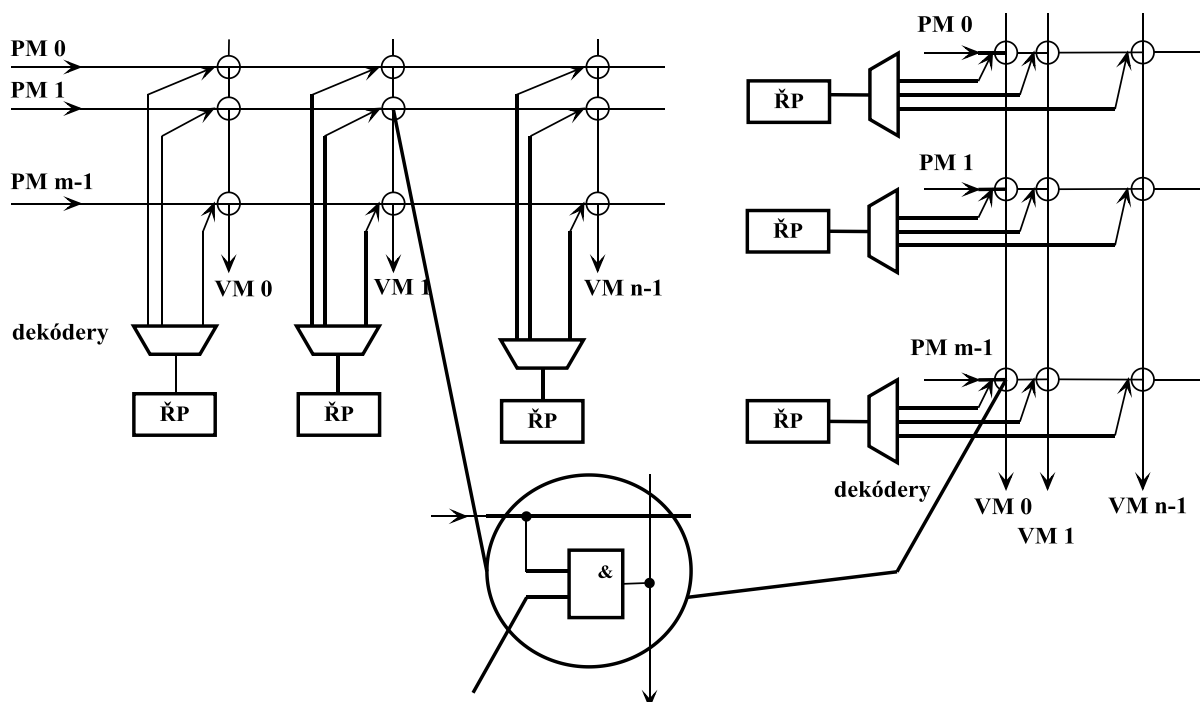 PM 0
PM 1
PM m-1
VM 0
VM 1
VM n-1
dekódery
ŘP
ŘP
ŘP
PM 0
ŘP
PM 1
ŘP
PM m-1
ŘP
dekódery
VM 0
VM 1
VM n-1
&